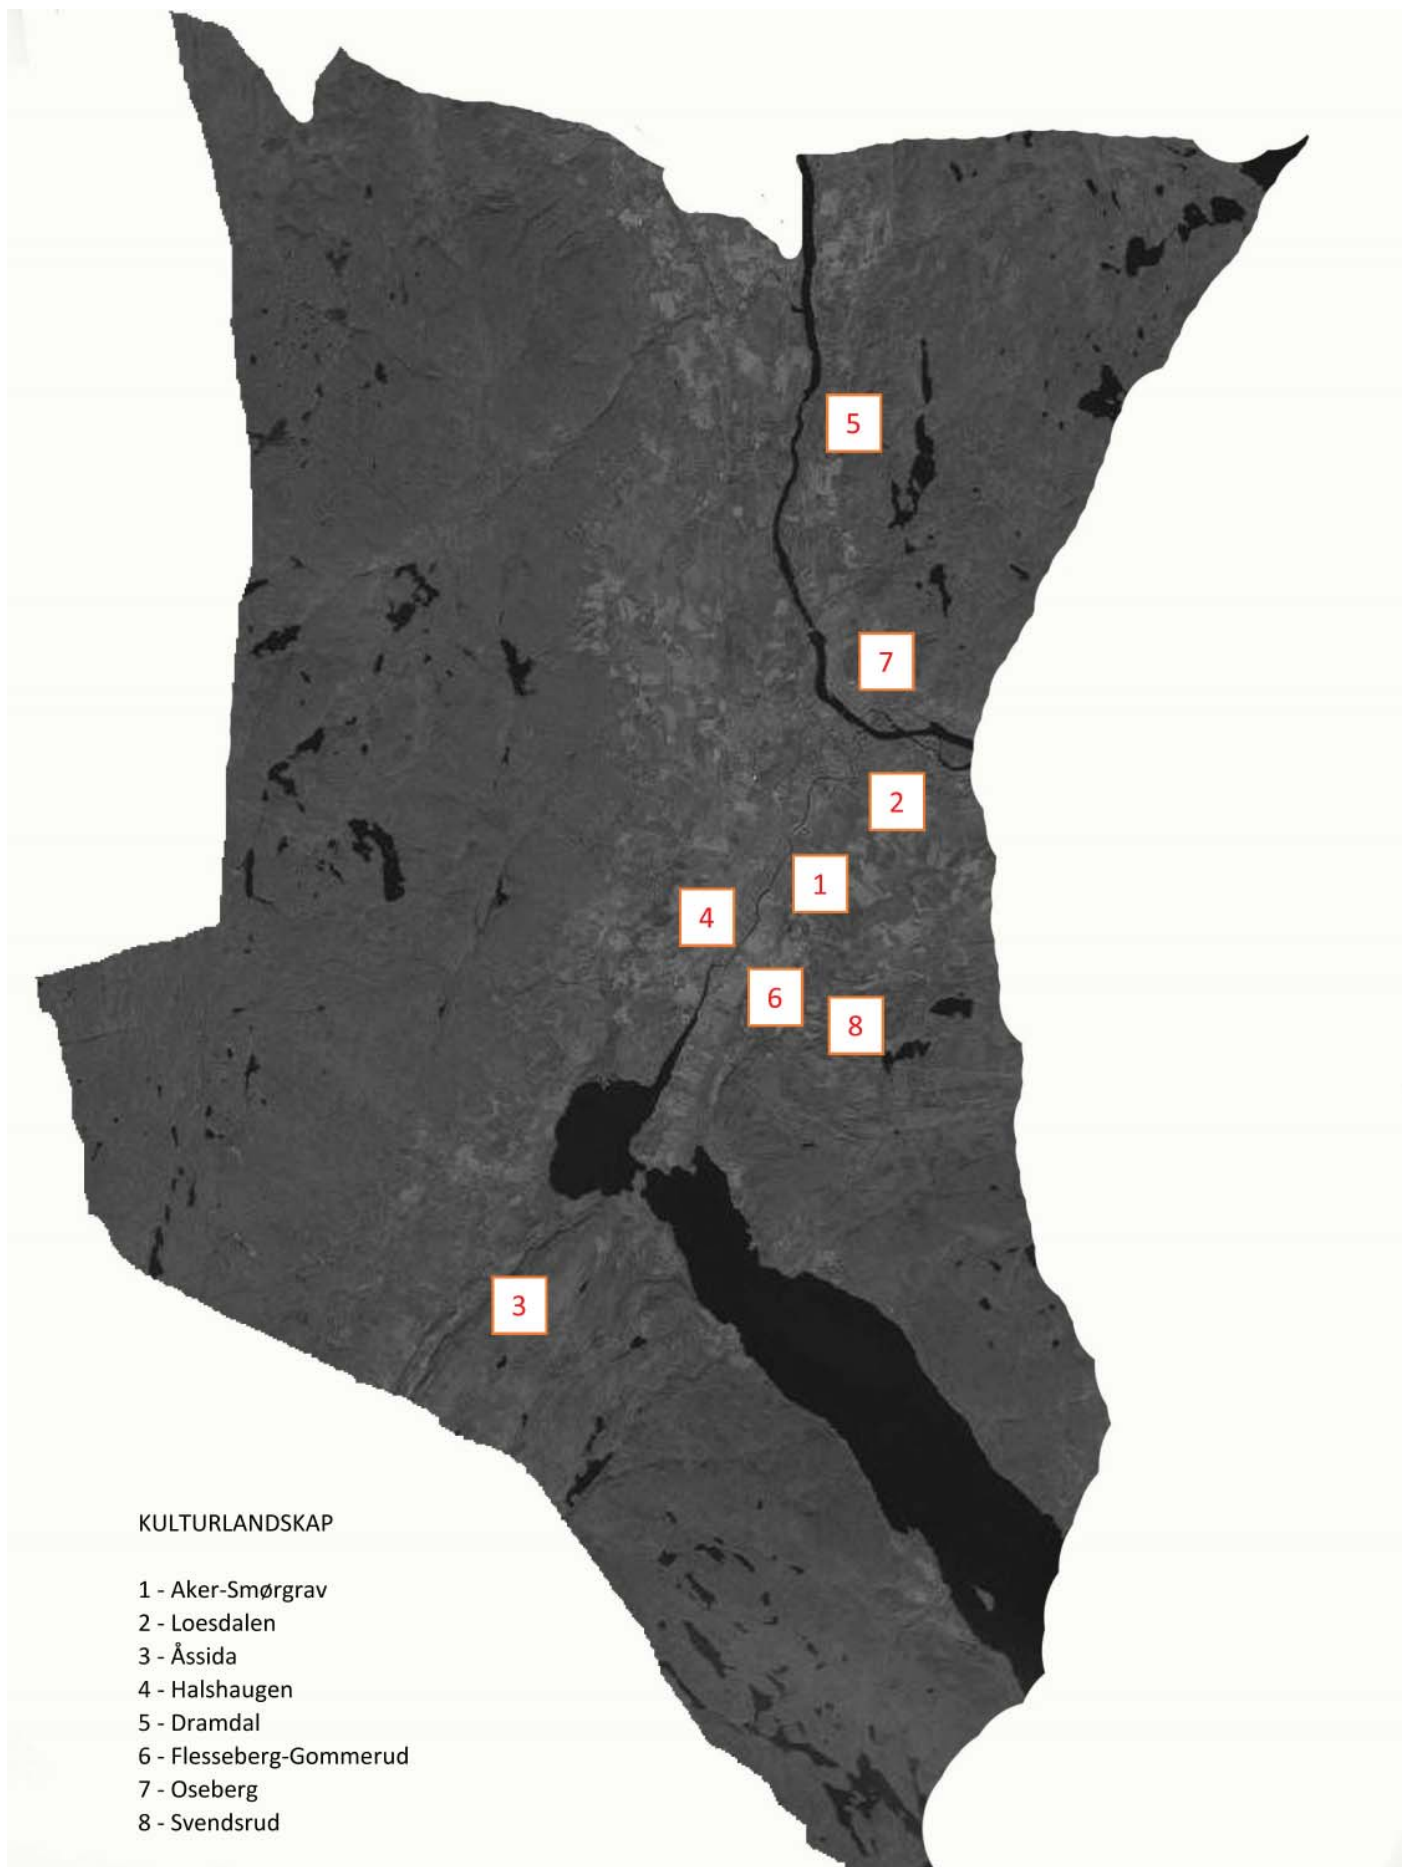 5
7
2
1
4
6
8
3
KULTURLANDSKAP
1 - Aker-Smørgrav
2 - Loesdalen
3 - Åssida
4 - Halshaugen
5 - Dramdal
6 - Flesseberg-Gommerud
7 - Oseberg
8 - Svendsrud